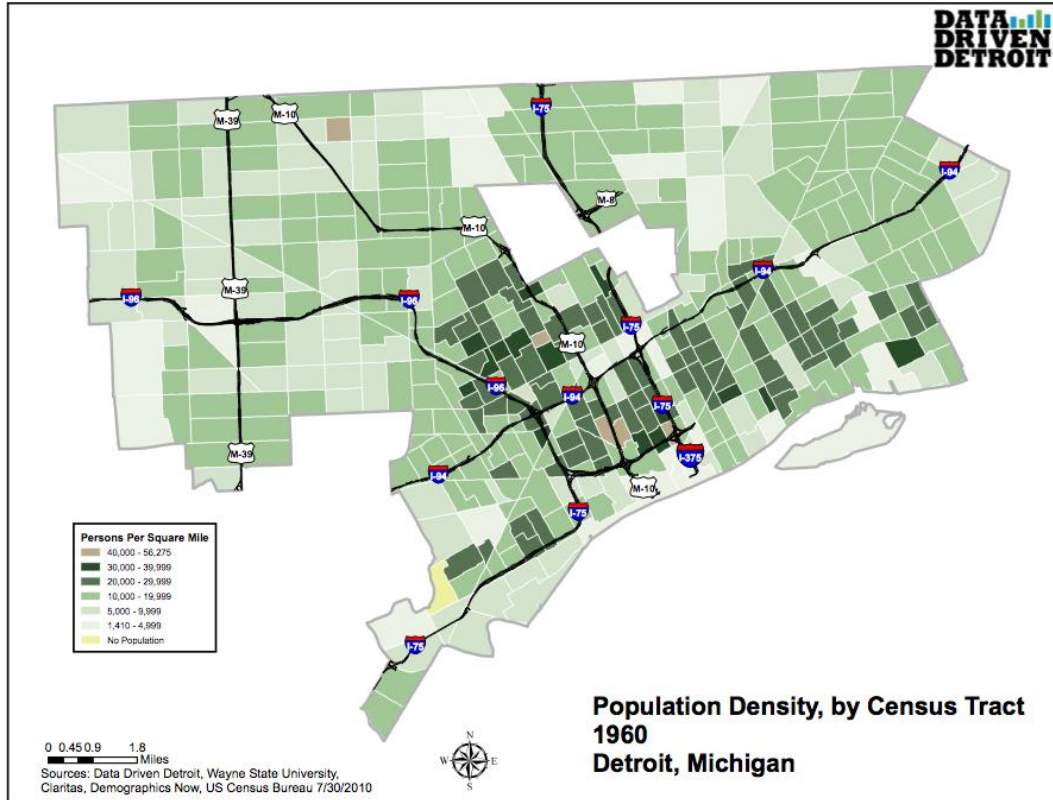 DATA
DRIVEN
DETROIT
M-39
M-10
I-75
I-94
M-8
M-10
I-94
M-39
I-96
I-96
I-75
M-10
I-96
I-94
I-75
M-39
I-375
I-94
M-10
I-75
I-75
Persons Per Square Mile
40,000 - 56,275
30,000 - 39,999
20,000 - 29,999
10,000 - 19,999
5,000 - 9,999
1,410 - 4,999
No Population
Population Density, by Census Tract
1960
Detroit, Michigan
0 0.45 0.9 1.8
Miles
Sources: Data Driven Detroit, Wayne State University,
Claritas, Demographics Now, US Census Bureau 7/30/2010
N
W E
S